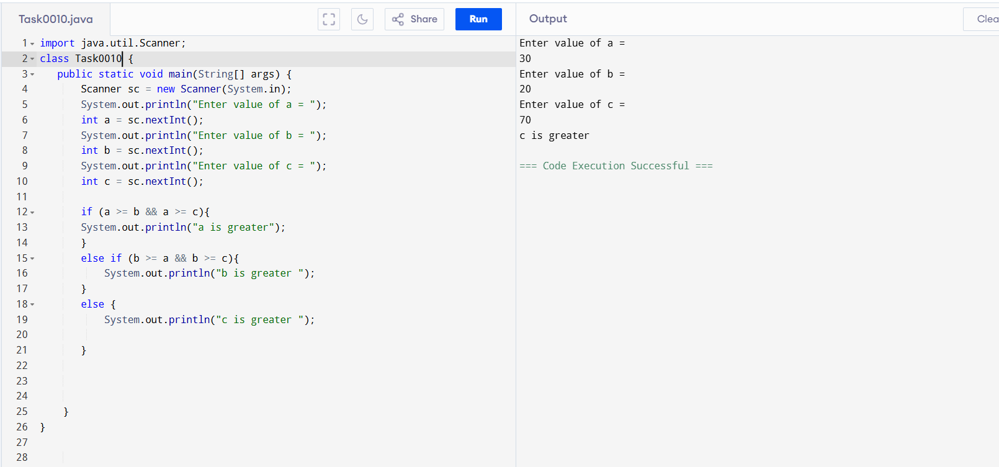 Task0010.java
Share
Run
Output
Clea
1 import java.util.Scanner;
2 class Task0010 {
3 public static void main(String[] args) {
4 Scanner sc = new Scanner(System.in);
5 System.out.println("Enter value of a = ");
6 int a = sc.nextInt();
7 System.out.println("Enter value of b = ");
8 int b = sc.nextInt();
9 System.out.println("Enter value of c = ");
10 int c = sc.nextInt();
11
12 if (a >= b && a >= c){
13 System.out.println("a is greater");
14 }
15 else if (b >= a && b >= c){
16 System.out.println("b is greater ");
17 }
18 else {
19 System.out.println("c is greater ");
20
21 }
22
23
24
25 }
26 }
27
28
Enter value of a =
30
Enter value of b =
20
Enter value of c =
70
c is greater
=== Code Execution Successful ===